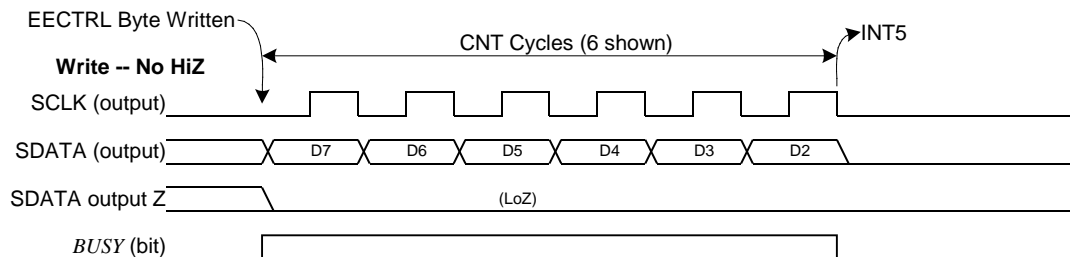 EECTRL Byte Written
CNT Cycles (6 shown)
INT5
Write -- No HiZ
SCLK (output)
SDATA (output)
D7 D6 D5 D4 D3 D2
SDATA output Z
(LoZ)
BUSY (bit)